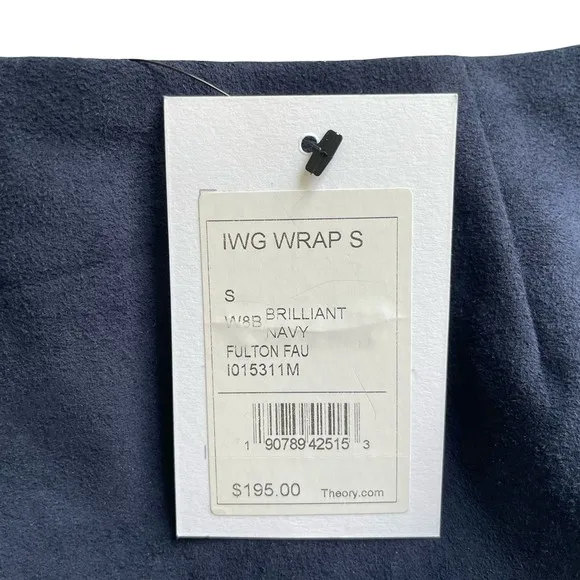 IWG WRAP S
S
W8B BRILLIANT
NAVY
FULTON FAU
I015311M
1 90789 42515 3
$195.00 Theory.com